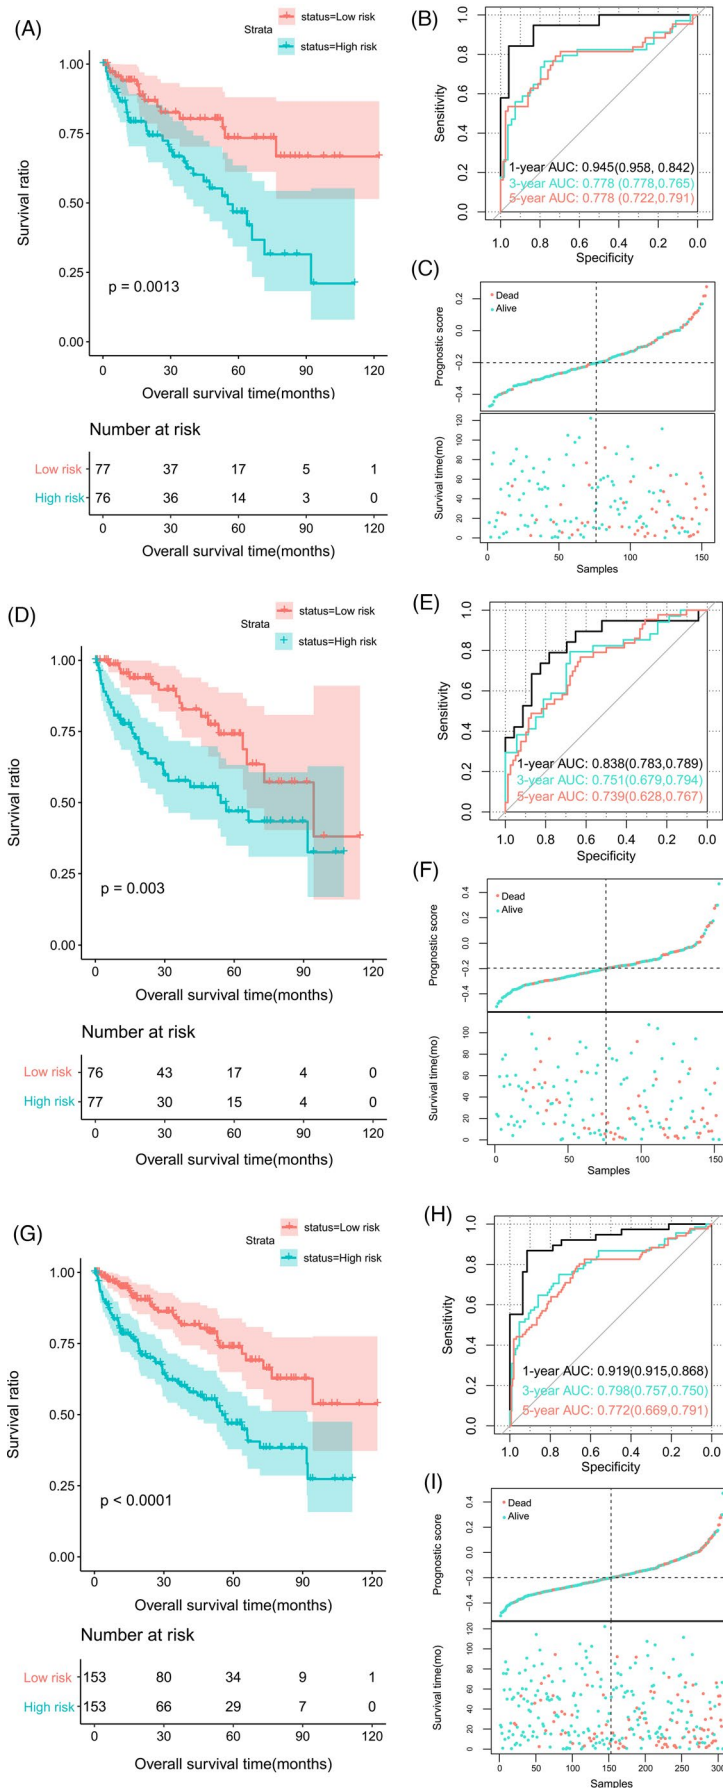 (A)
Strata
status=Low risk
status=High risk
Survival ratio
1.00
0.75
0.50
0.25
0.00
p = 0.0013
0 30 60 90 120
Overall survival time(months)
Number at risk
Low risk 77 37 17 5 1
High risk 76 36 14 3 0
0 30 60 90 120
Overall survival time(months)
(B)
Sensitivity
1.0
0.8
0.6
0.4
0.2
0.0
1-year AUC: 0.945(0.958, 0.842)
3-year AUC: 0.778 (0.778,0.765)
5-year AUC: 0.778 (0.722,0.791)
1.0 0.8 0.6 0.4 0.2 0.0
Specificity
(C)
Prognostic score
0.2
0.0
−0.2
−0.4
Dead
Alive
Survival time(mo)
120
100
80
60
40
20
0
0 50 100 150
Samples
(D)
Strata
status=Low risk
status=High risk
Survival ratio
1.00
0.75
0.50
0.25
0.00
p = 0.003
0 30 60 90 120
Overall survival time(months)
Number at risk
Low risk 76 43 17 4 0
High risk 77 30 15 4 0
0 30 60 90 120
Overall survival time(months)
(E)
Sensitivity
1.0
0.8
0.6
0.4
0.2
0.0
1-year AUC: 0.838(0.783,0.789)
3-year AUC: 0.751(0.679,0.794)
5-year AUC: 0.739(0.628,0.767)
1.0 0.8 0.6 0.4 0.2 0.0
Specificity
(F)
Prognostic score
0.4
0.2
0.0
−0.2
−0.4
Dead
Alive
Survival time(mo)
100
80
60
40
20
0
0 50 100 150
Samples
(G)
Strata
status=Low risk
status=High risk
Survival ratio
1.00
0.75
0.50
0.25
0.00
p < 0.0001
0 30 60 90 120
Overall survival time(months)
Number at risk
Low risk 153 80 34 9 1
High risk 153 66 29 7 0
0 30 60 90 120
Overall survival time(months)
(H)
Sensitivity
1.0
0.8
0.6
0.4
0.2
0.0
1-year AUC: 0.919(0.915,0.868)
3-year AUC: 0.798(0.757,0.750)
5-year AUC: 0.772(0.669,0.791)
1.0 0.8 0.6 0.4 0.2 0.0
Specificity
(I)
Prognostic score
0.4
0.2
0.0
−0.2
−0.4
Dead
Alive
Survival time(mo)
120
100
80
60
40
20
0
0 50 100 150 200 250 300
Samples